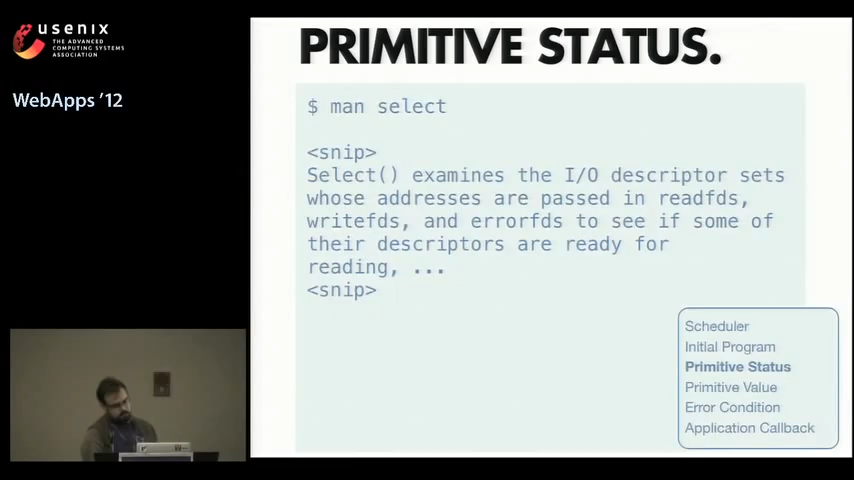 usenix
THE ADVANCED
COMPUTING SYSTEMS
ASSOCIATION
WebApps '12
PRIMITIVE STATUS.
$ man select
<snip>
Select() examines the I/O descriptor sets
whose addresses are passed in readfds,
writefds, and errorfds to see if some of
their descriptors are ready for
reading, ...
<snip>
Scheduler
Initial Program
Primitive Status
Primitive Value
Error Condition
Application Callback